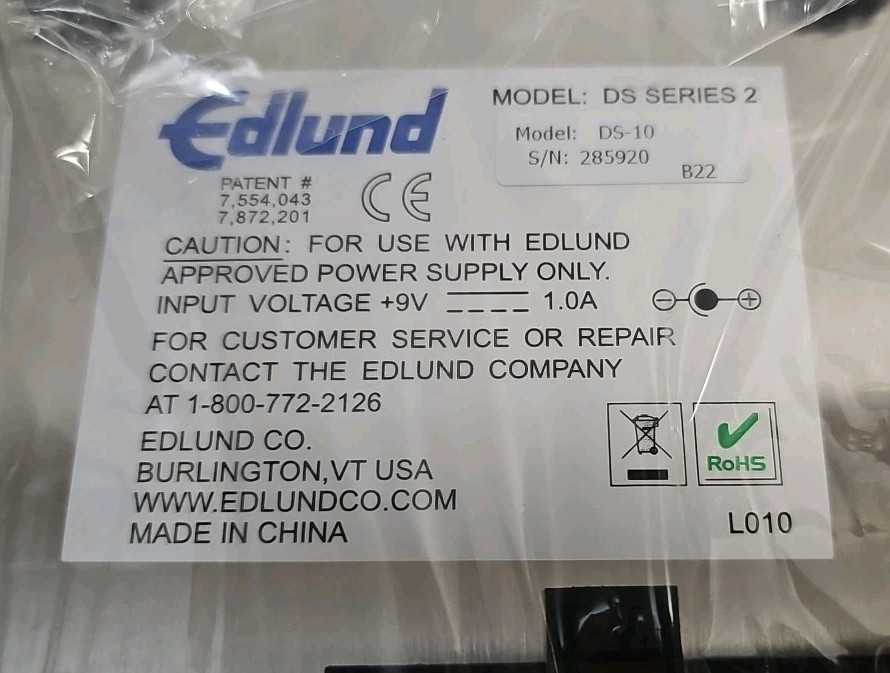 Edlund
MODEL: DS SERIES 2
Model: DS-10
S/N: 285920
B22
PATENT #
7,554,043
7,872,201
CE
CAUTION: FOR USE WITH EDLUND
APPROVED POWER SUPPLY ONLY.
INPUT VOLTAGE +9V 1.0A
FOR CUSTOMER SERVICE OR REPAIR
CONTACT THE EDLUND COMPANY
AT 1-800-772-2126
EDLUND CO.
BURLINGTON,VT USA
WWW.EDLUNDCO.COM
MADE IN CHINA
RoHS
L010